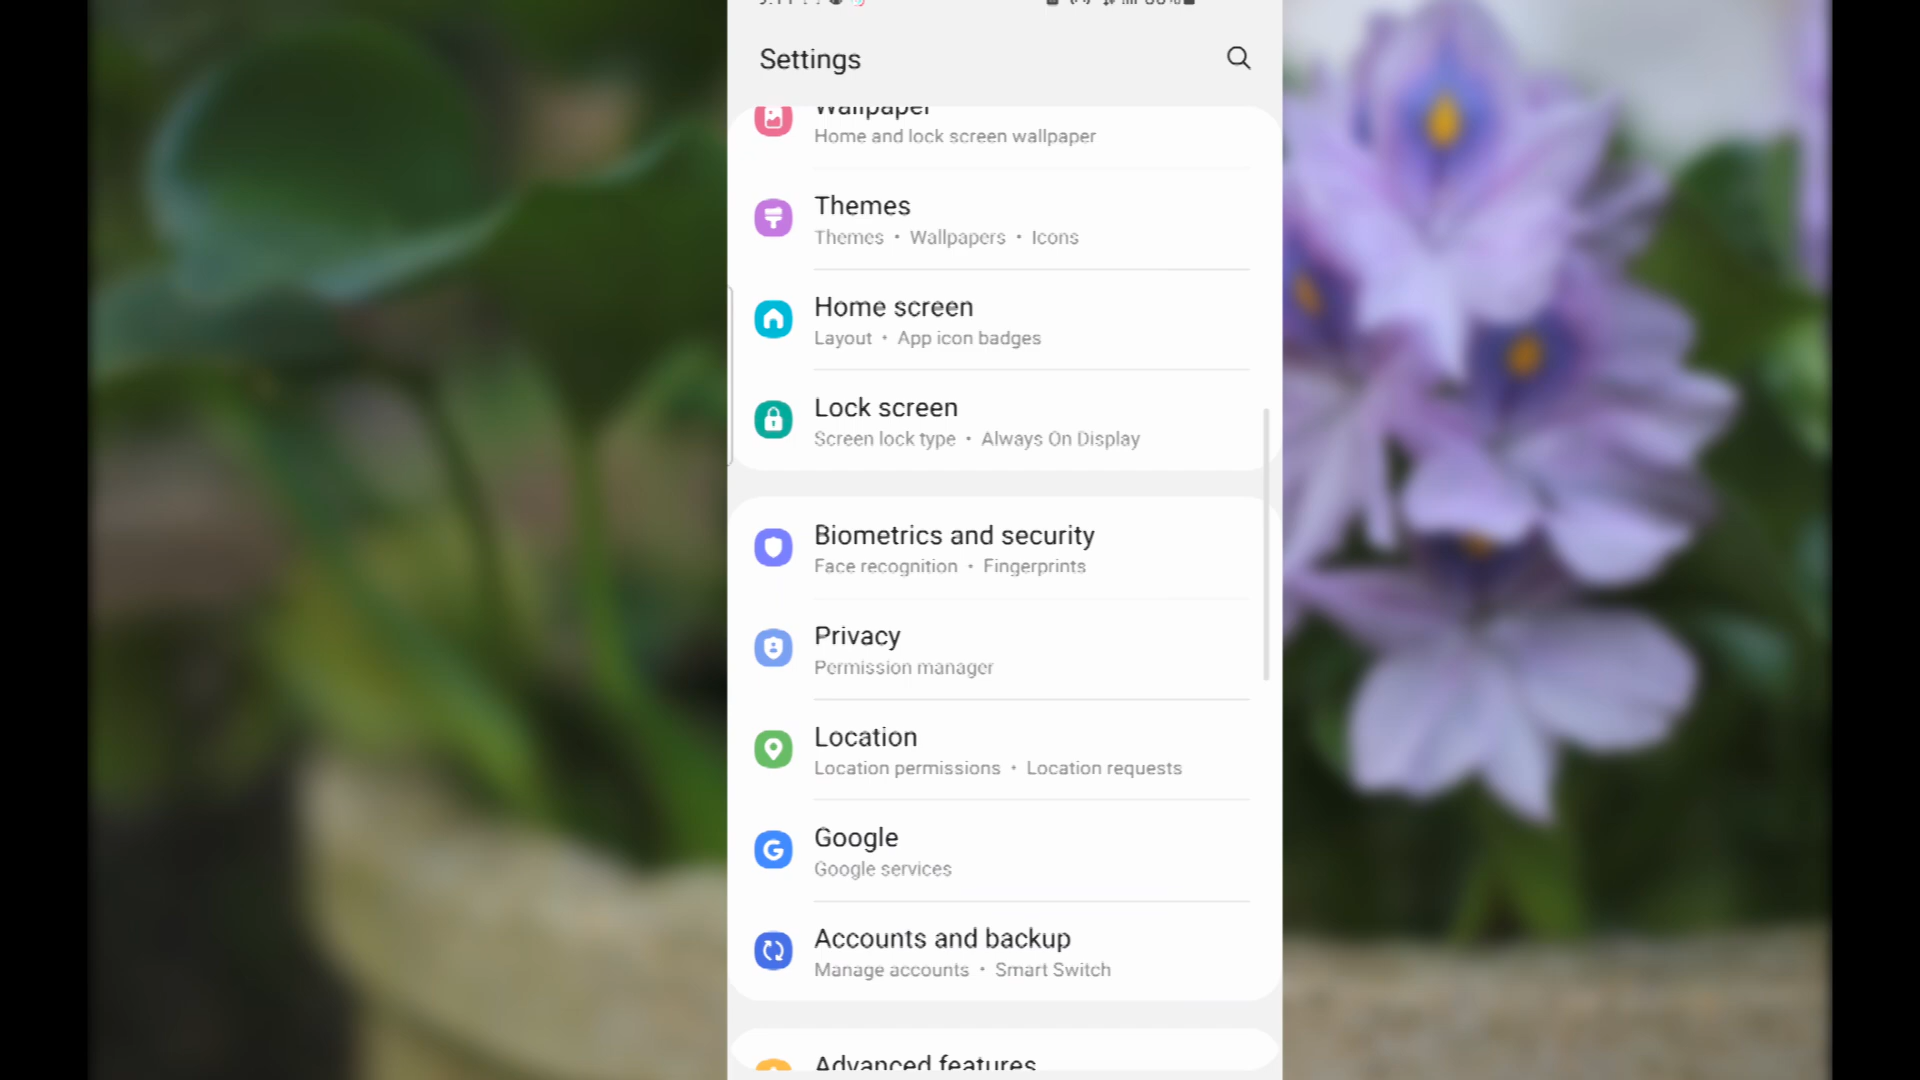 Settings
Wallpaper
Home and lock screen wallpaper
Themes
Themes • Wallpapers • Icons
Home screen
Layout • App icon badges
Lock screen
Screen lock type • Always On Display
Biometrics and security
Face recognition • Fingerprints
Privacy
Permission manager
Location
Location permissions • Location requests
Google
Google services
Accounts and backup
Manage accounts • Smart Switch
Advanced features